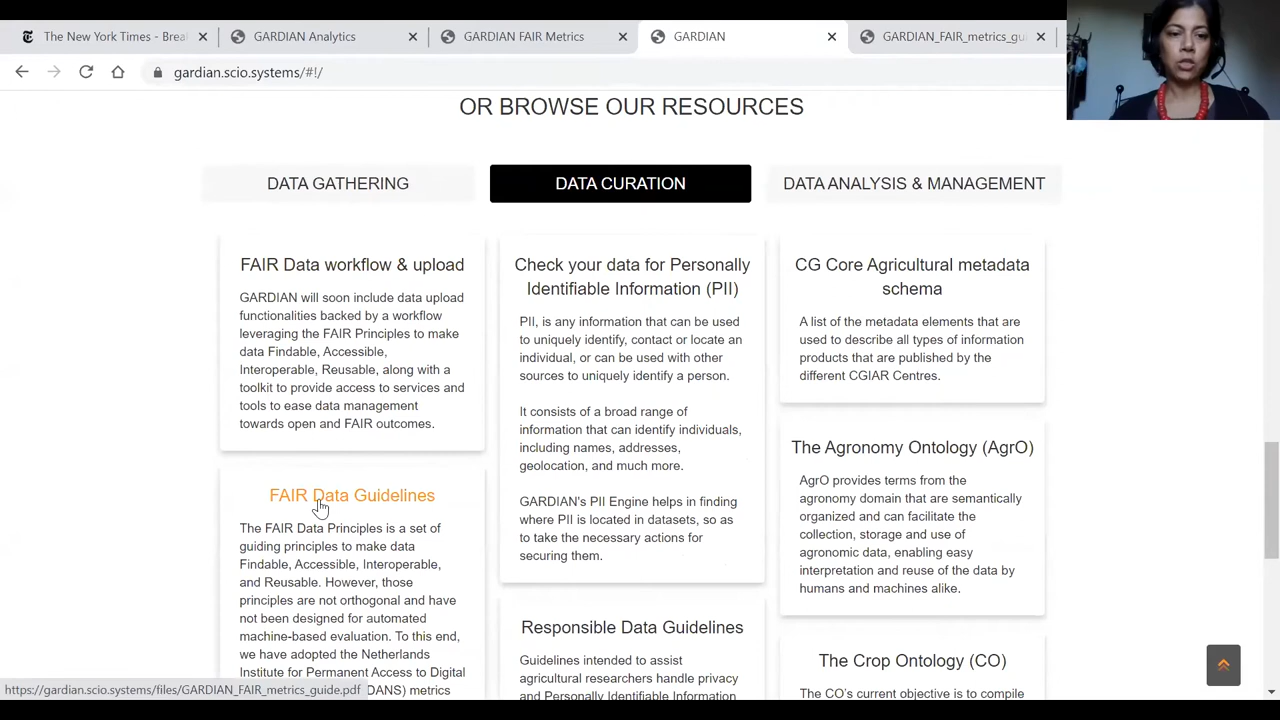 The New York Times - Brea
GARDIAN Analytics
GARDIAN FAIR Metrics
GARDIAN
GARDIAN_FAIR_metrics_gui
gardian.scio.systems/#!/
OR BROWSE OUR RESOURCES
DATA GATHERING
DATA CURATION
DATA ANALYSIS & MANAGEMENT
FAIR Data workflow & upload
GARDIAN will soon include data upload
functionalities backed by a workflow
leveraging the FAIR Principles to make
data Findable, Accessible,
Interoperable, Reusable, along with a
toolkit to provide access to services and
tools to ease data management
towards open and FAIR outcomes.
FAIR Data Guidelines
The FAIR Data Principles is a set of
guiding principles to make data
Findable, Accessible, Interoperable,
and Reusable. However, those
principles are not orthogonal and have
not been designed for automated
machine-based evaluation. To this end,
we have adopted the Netherlands
Institute for Permanent Access to Digital
DANS) metrics
Check your data for Personally
Identifiable Information (PII)
PII, is any information that can be used
to uniquely identify, contact or locate an
individual, or can be used with other
sources to uniquely identify a person.
It consists of a broad range of
information that can identify individuals,
including names, addresses,
geolocation, and much more.
GARDIAN's PII Engine helps in finding
where PII is located in datasets, so as
to take the necessary actions for
securing them.
Responsible Data Guidelines
Guidelines intended to assist
agricultural researchers handle privacy
and Personally Identifiable Information
CG Core Agricultural metadata
schema
A list of the metadata elements that are
used to describe all types of information
products that are published by the
different CGIAR Centres.
The Agronomy Ontology (AgrO)
AgrO provides terms from the
agronomy domain that are semantically
organized and can facilitate the
collection, storage and use of
agronomic data, enabling easy
interpretation and reuse of the data by
humans and machines alike.
The Crop Ontology (CO)
The CO's current objective is to compile
https://gardian.scio.systems/files/GARDIAN_FAIR_metrics_guide.pdf